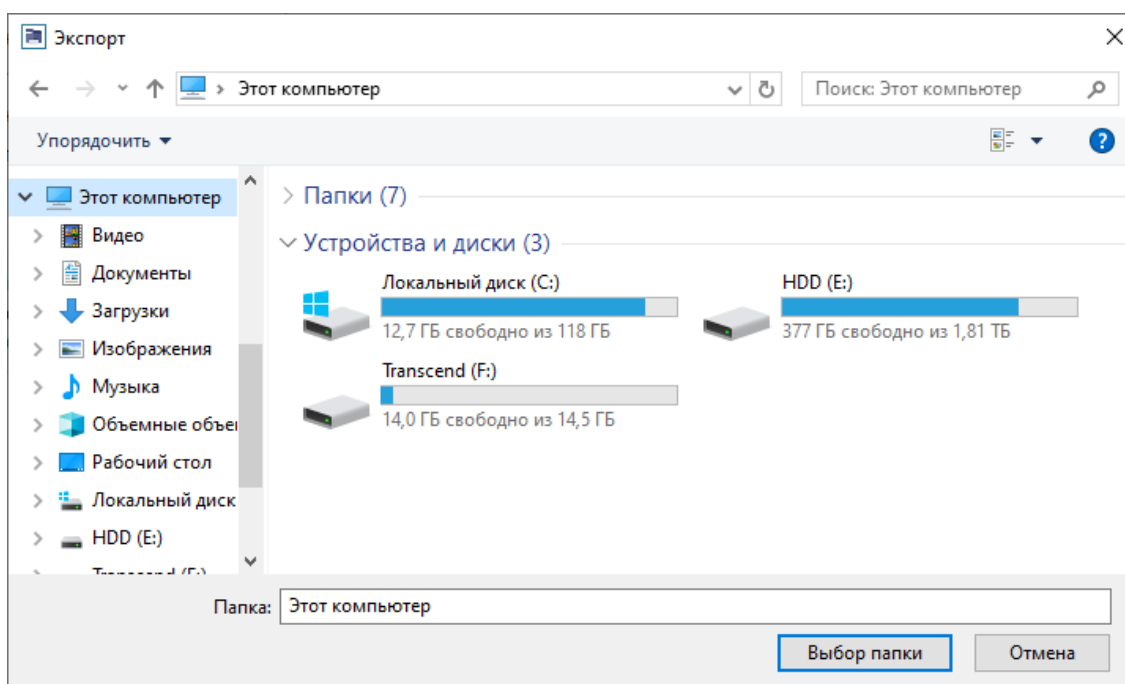 Экспорт
Этот компьютер
Поиск: Этот компьютер
Упорядочить
Этот компьютер
Видео
Документы
Загрузки
Изображения
Музыка
Объемные
Рабочий стол
Локальный диск
HDD (E:)
Папки (7)
Устройства и диски (3)
Локальный диск (C:)
12,7 ГБ свободно из 118 ГБ
HDD (E:)
377 ГБ свободно из 1,81 ТБ
Transcend (F:)
14,0 ГБ свободно из 14,5 ГБ
Папка: Этот компьютер
Выбор папки
Отмена